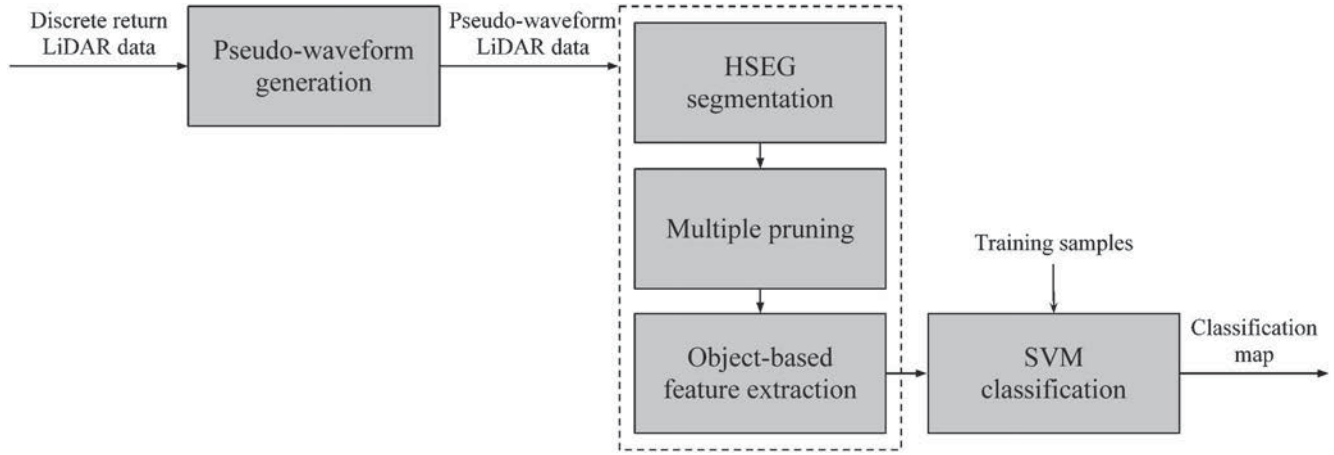 Discrete return
LiDAR data
Pseudo-waveform
generation
Pseudo-waveform
LiDAR data
HSEG
segmentation
Multiple pruning
Object-based
feature extraction
Training samples
SVM
classification
Classification
map